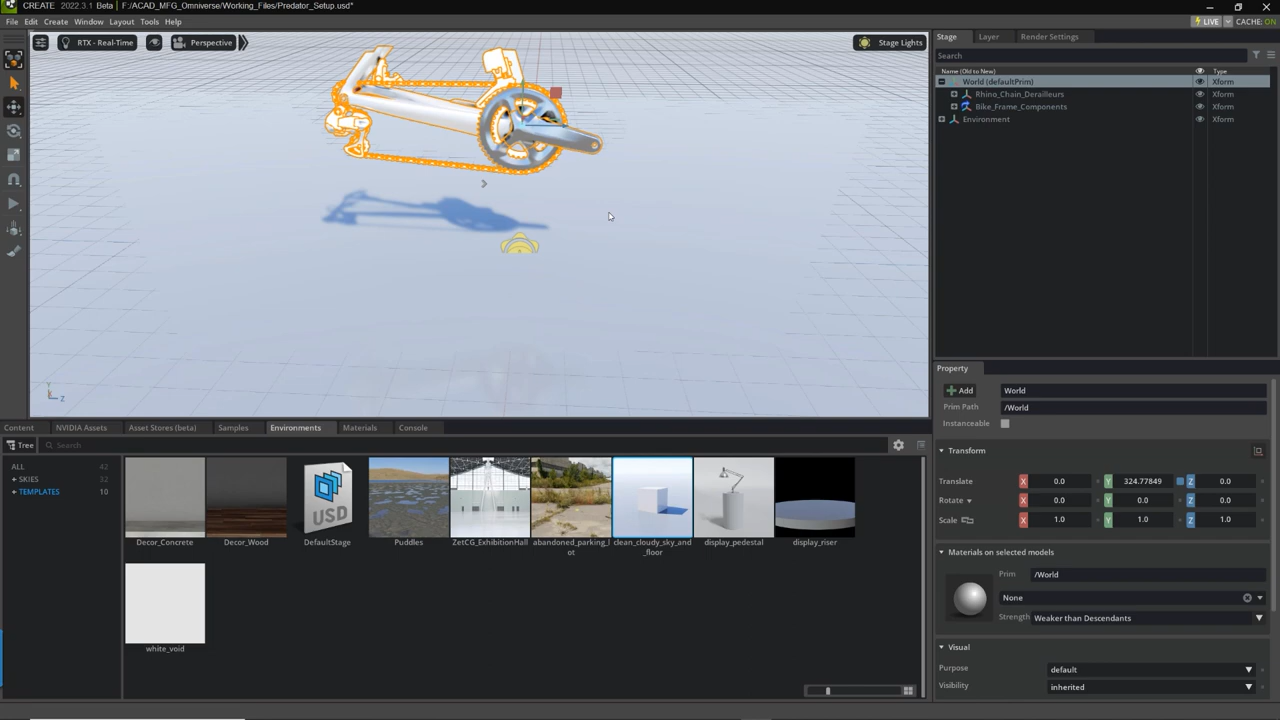 CREATE 2022.3.1 Beta F:/ACAD_MFG_Omniverse/Working_Files/Predator_Setup.usd*
File Edit Create Window Layout Tools Help
LIVE CACHE: ON
RTX - Real-Time Perspective Stage Lights
Stage Layer Render Settings
Search
Name (Old to New) Type
World (defaultPrim) Xform
Rhino_Chain_Derailleurs Xform
Bike_Frame_Components Xform
Environment Xform
Y
Z
Property
Add World
Prim Path /World
Instanceable
Transform
Translate X 0.0 Y 324.77849 Z 0.0
Rotate X 0.0 Y 0.0 Z 0.0
Scale X 1.0 Y 1.0 Z 1.0
Materials on selected models
Prim /World
None
Strength Weaker than Descendants
Visual
Purpose default
Visibility inherited
Content NVIDIA Assets Asset Stores (beta) Samples Environments Materials Console
Tree Search
ALL 42
+ SKIES 32
+ TEMPLATES 10
USD
Decor_Concrete Decor_Wood DefaultStage Puddles ZetCG_ExhibitionHall abandoned_parking_l clean_cloudy_sky_and display_pedestal display_riser
ot _floor
white_void